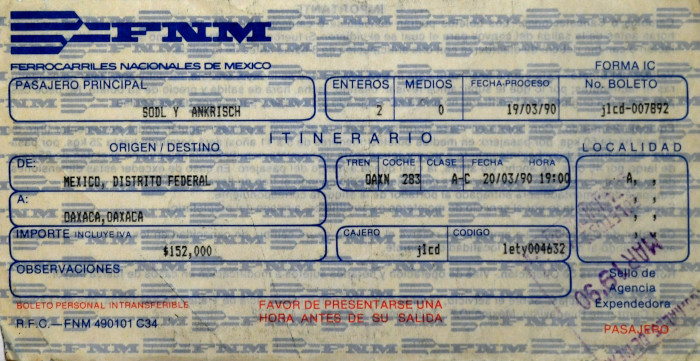 FNM
FERROCARRILES NACIONALES DE MEXICO
FORMA IC
PASAJERO PRINCIPAL
SODL Y ANKRISCH
ENTEROS MEDIOS FECHA-PROCESO No. BOLETO
2 0 19/03/90 j1cd-007892
ITINERARIO
ORIGEN/DESTINO
LOCALIDAD
DE:
MEXICO, DISTRITO FEDERAL
TREN COCHE CLASE FECHA HORA
OAXN 283 A-C 20/03/90 19:00
A, ,
, ,
, ,
, ,
A:
OAXACA,OAXACA
IMPORTE INCLUYE IVA
$152,000
CAJERO CODIGO
j1cd lety004632
OBSERVACIONES
Sello de
Agencia
Expendedora
BOLETO PERSONAL INTRANSFERIBLE
R.F.C.—FNM 490101 C34
FAVOR DE PRESENTARSE UNA
HORA ANTES DE SU SALIDA
PASAJERO